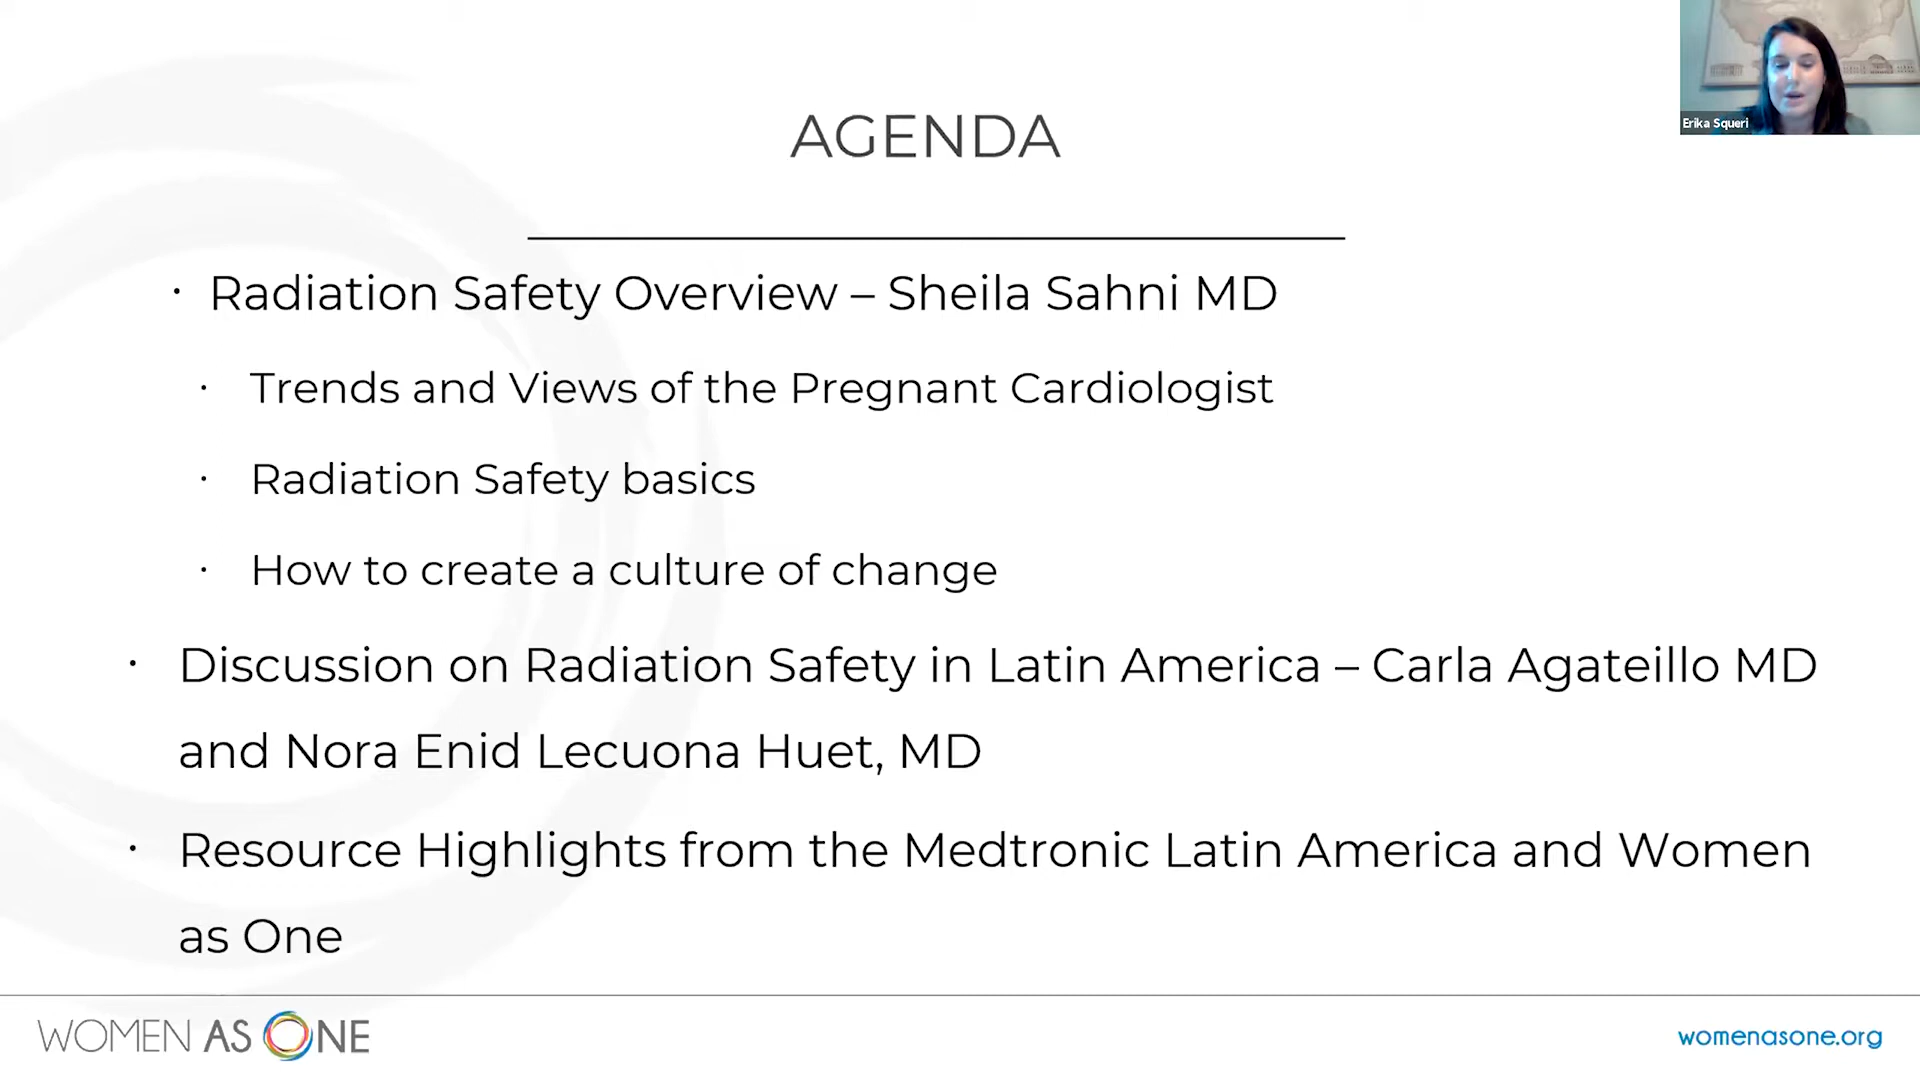 AGENDA
Erika Squeri
· Radiation Safety Overview – Sheila Sahni MD
· Trends and Views of the Pregnant Cardiologist
· Radiation Safety basics
· How to create a culture of change
· Discussion on Radiation Safety in Latin America – Carla Agateillo MD
and Nora Enid Lecuona Huet, MD
· Resource Highlights from the Medtronic Latin America and Women
as One
WOMEN AS ONE
womenasone.org